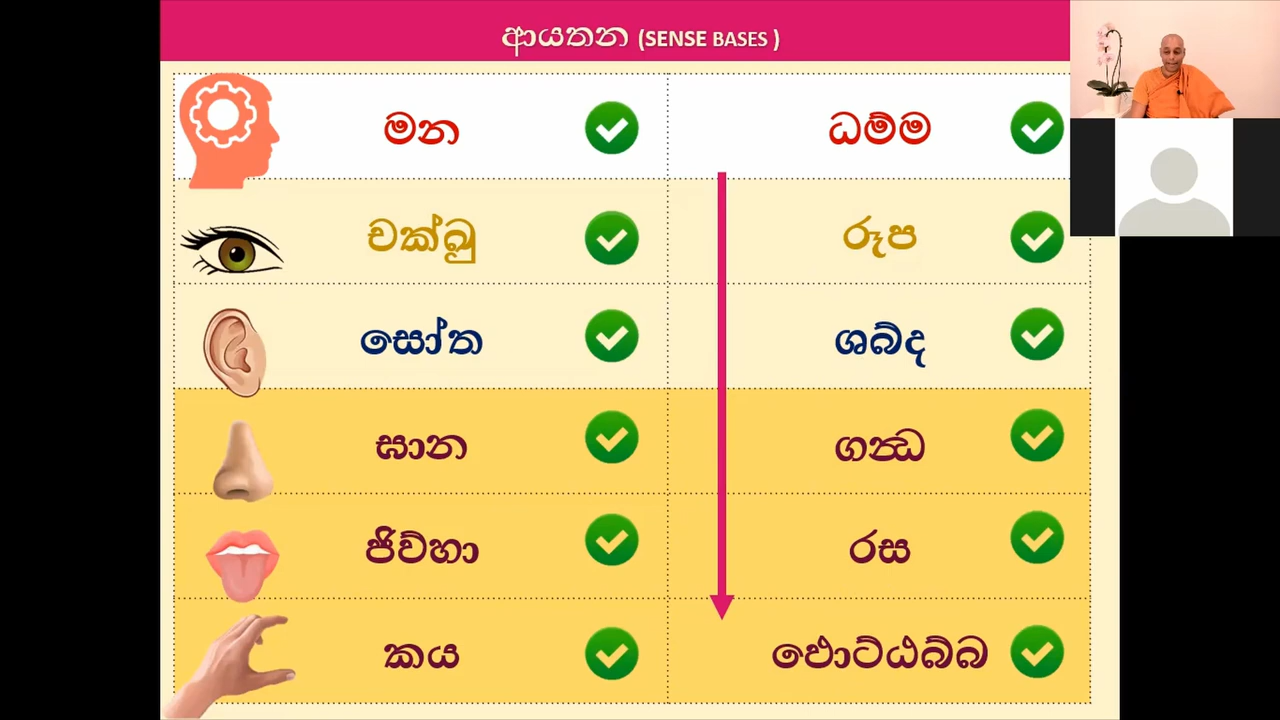 ආයතන (SENSE BASES )
මන ධම්ම
චක්ඛු රූප
සෝත ශබ්ද
ඝාන ගන්‍ධ
ජිව්හා රස
කය ඵොට්ඨබ්බ